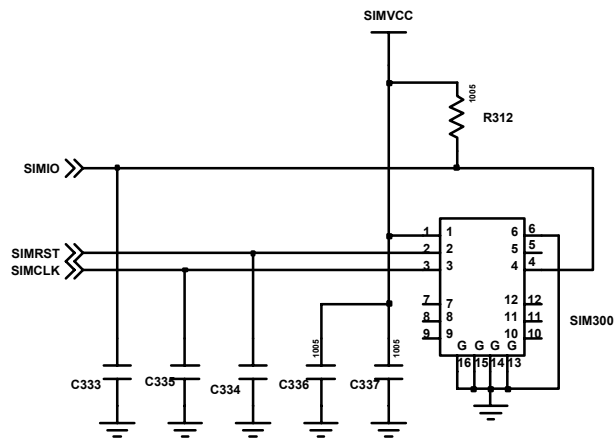 SIMVCC
1005
R312
SIMIO
SIMRST
SIMCLK
1 1 6 6
2 2 5 5
3 3 4 4
7 7 12 12
8 8 11 11
9 9 10 10
SIM300
G G G G
16 15 14 13
1005 1005
C333 C335 C334 C336 C337